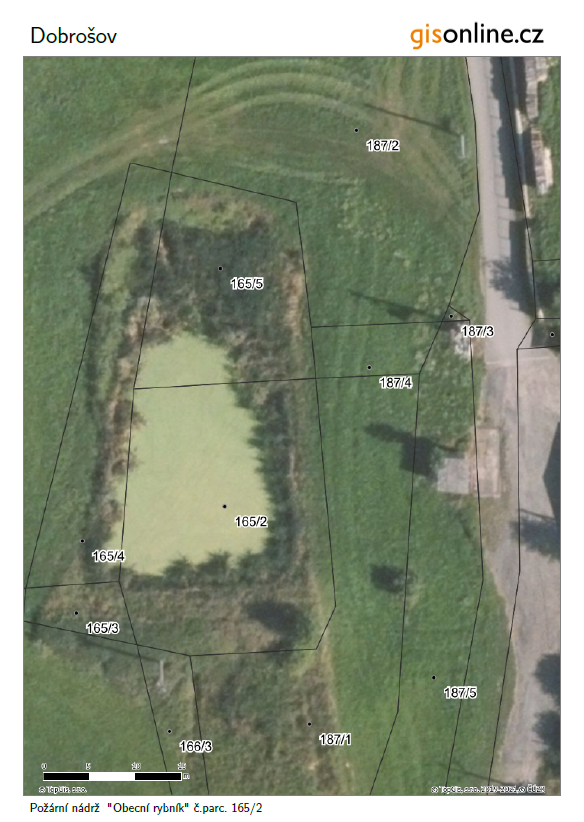 Dobrošov
gisonline.cz
187/2
165/5
187/3
187/4
165/2
165/4
165/3
187/5
187/1
166/3
0 5 10 15
m
© TopGis, s.r.o.
Požární nádrž "Obecní rybník" č.parc. 165/2